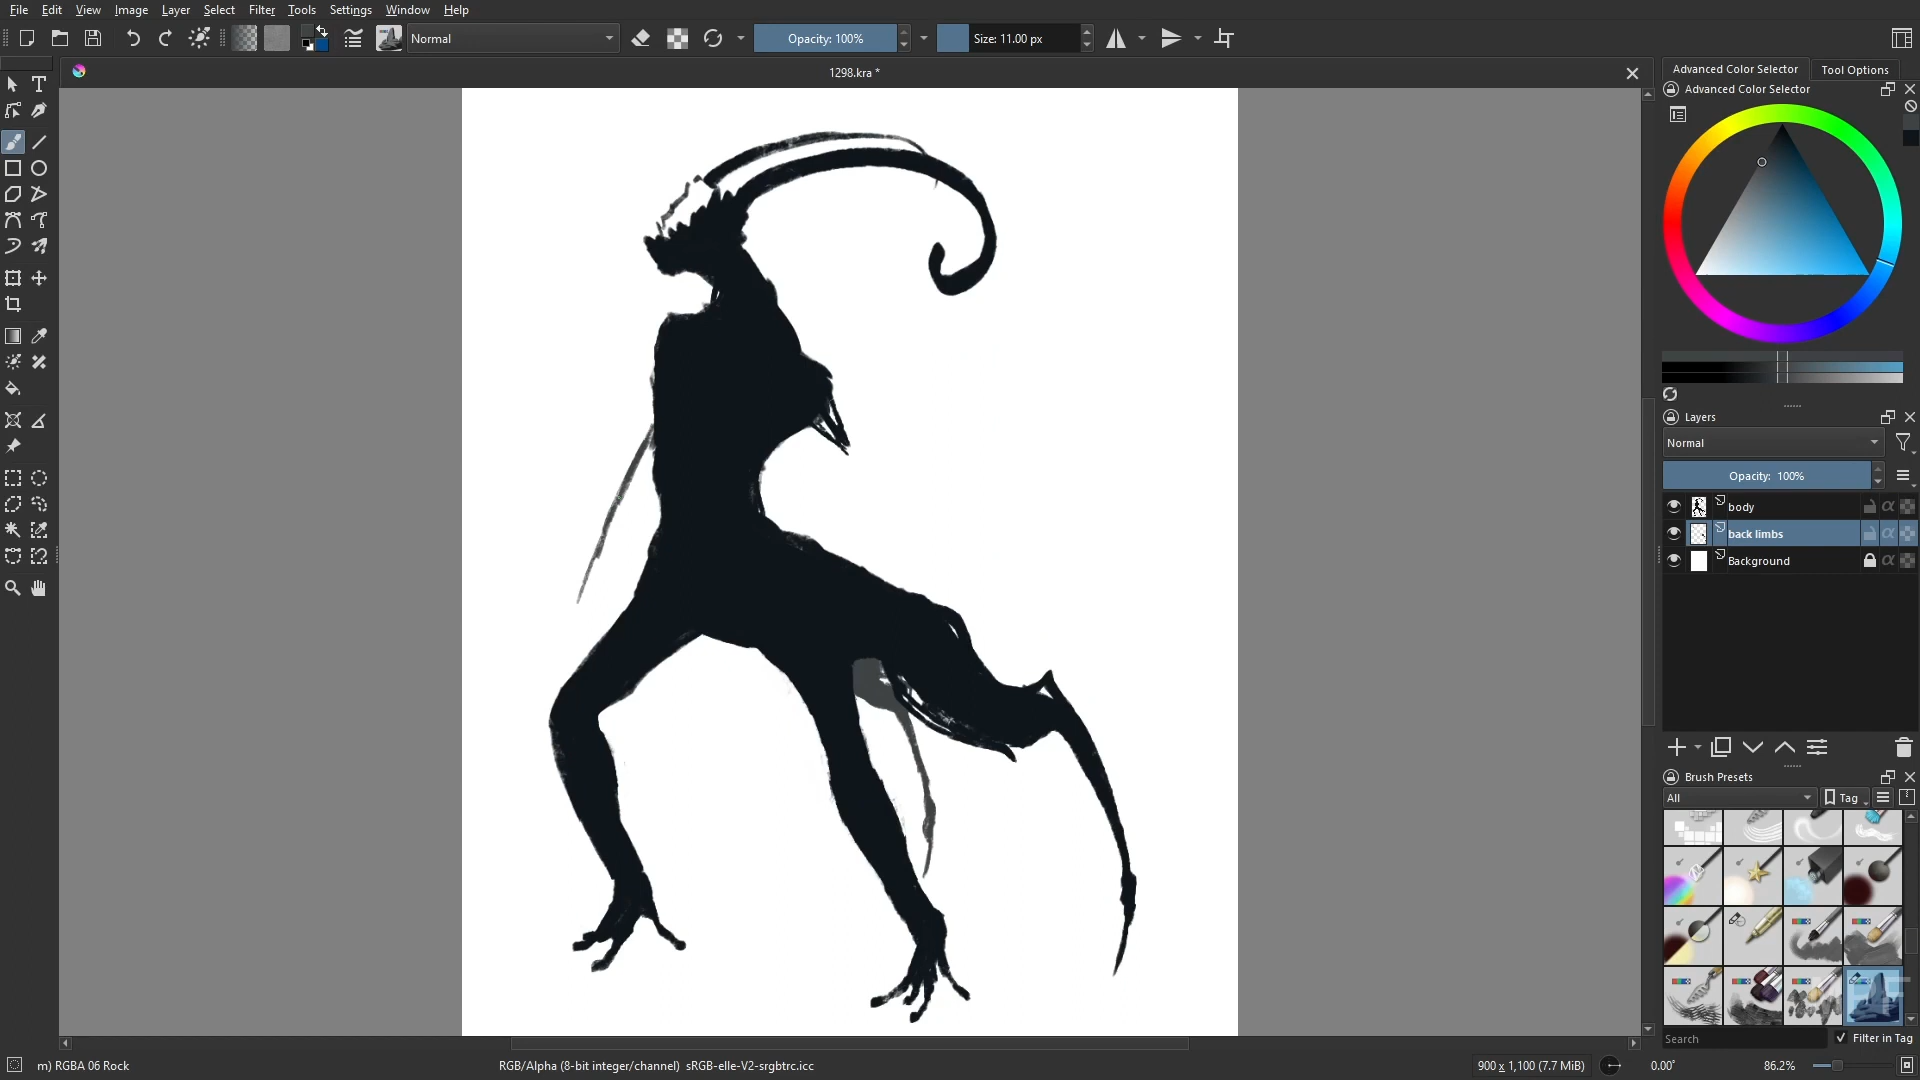 File Edit View Image Layer Select Filter Tools Settings Window Help
Normal
Opacity: 100%
Size: 11.00 px
1298.kra *
Advanced Color Selector
Tool Options
Advanced Color Selector
Layers
Normal
Opacity: 100%
body
back limbs
Background
Brush Presets
All
Tag
Search
Filter in Tag
m) RGBA 06 Rock
RGB/Alpha (8-bit integer/channel) sRGB-elle-V2-srgbtrc.icc
900 x 1,100 (7.7 MiB)
0.00°
86.2%